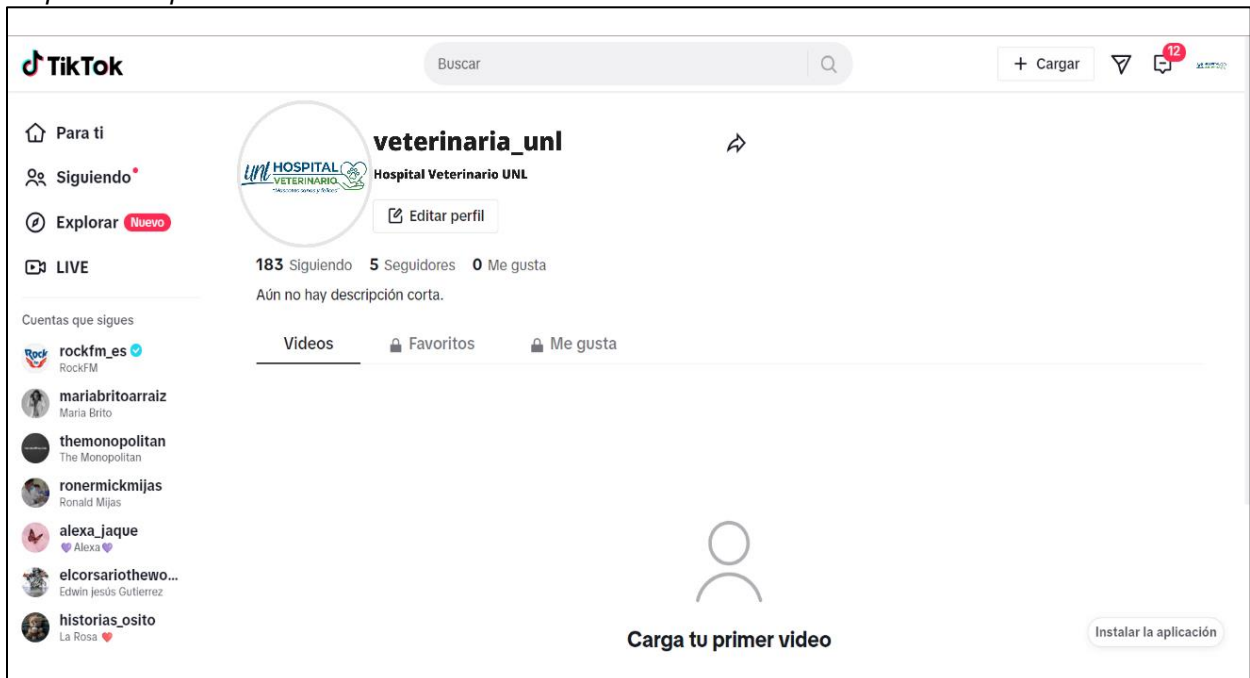 TikTok
Buscar
+ Cargar
12
Para ti
Siguiendo
Explorar Nuevo
LIVE
Cuentas que sigues
rockfm_es
RockFM
mariabritoarraiz
Maria Brito
themonopolitan
The Monopolitan
ronermickmijas
Ronald Mijas
alexa_jaque
💜 Alexa 💜
elcorsariothewo...
Edwin jesús Gutierrez
historias_osito
La Rosa ❤️
unl HOSPITAL
VETERINARIO
veterinaria_unl
Hospital Veterinario UNL
Editar perfil
183 Siguiendo 5 Seguidores 0 Me gusta
Aún no hay descripción corta.
Videos Favoritos Me gusta
Carga tu primer video
Instalar la aplicación